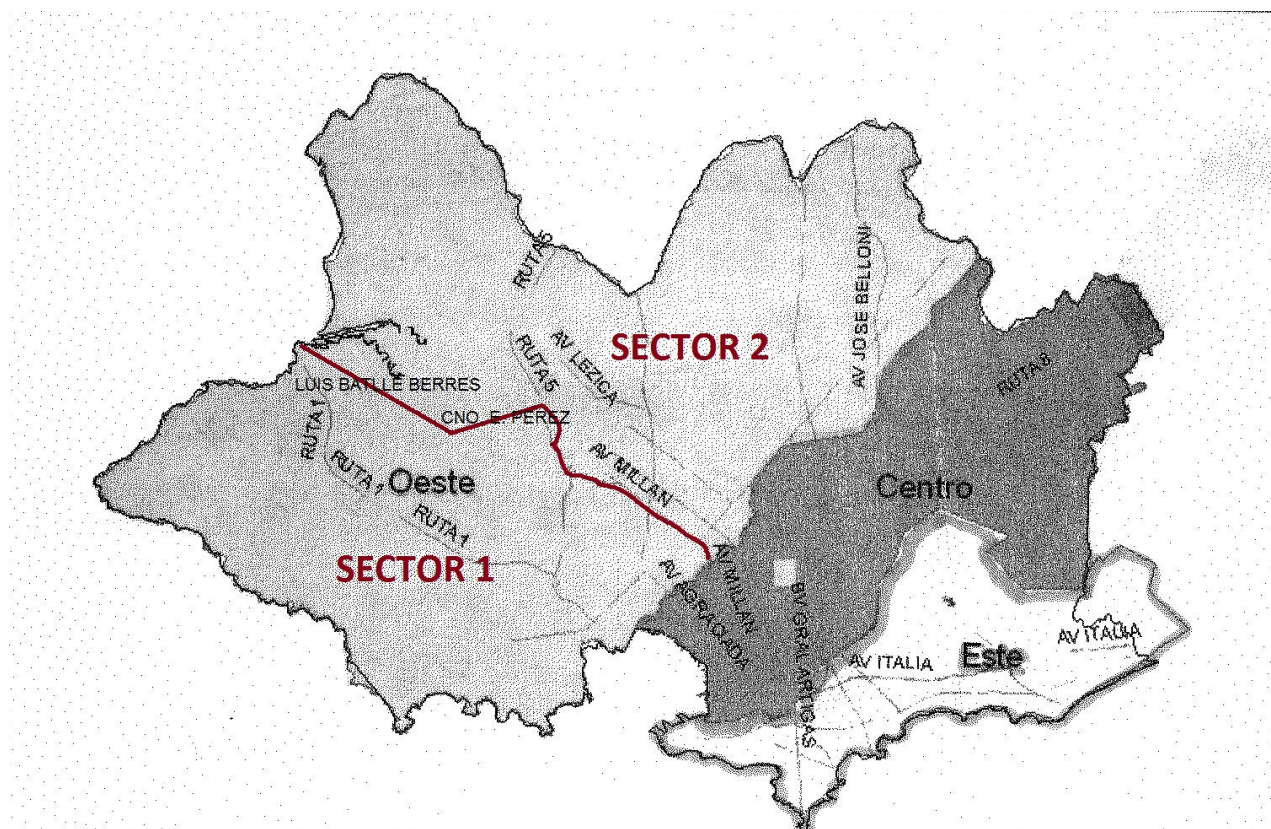 RUTA 5
AV JOSE BELLONI
SECTOR 2
AV LEZICA
RUTA 5
RUTA 8
LUIS BATLLE BERRES
RUTA 1
CNO. E. PEREZ
AV MILLAN
RUTA 1
Oeste
Centro
RUTA 1
SECTOR 1
AV MILLAN
AV AGRACIADA
BV GRAL ARTIGAS
AV ITALIA
Este
AV ITALIA